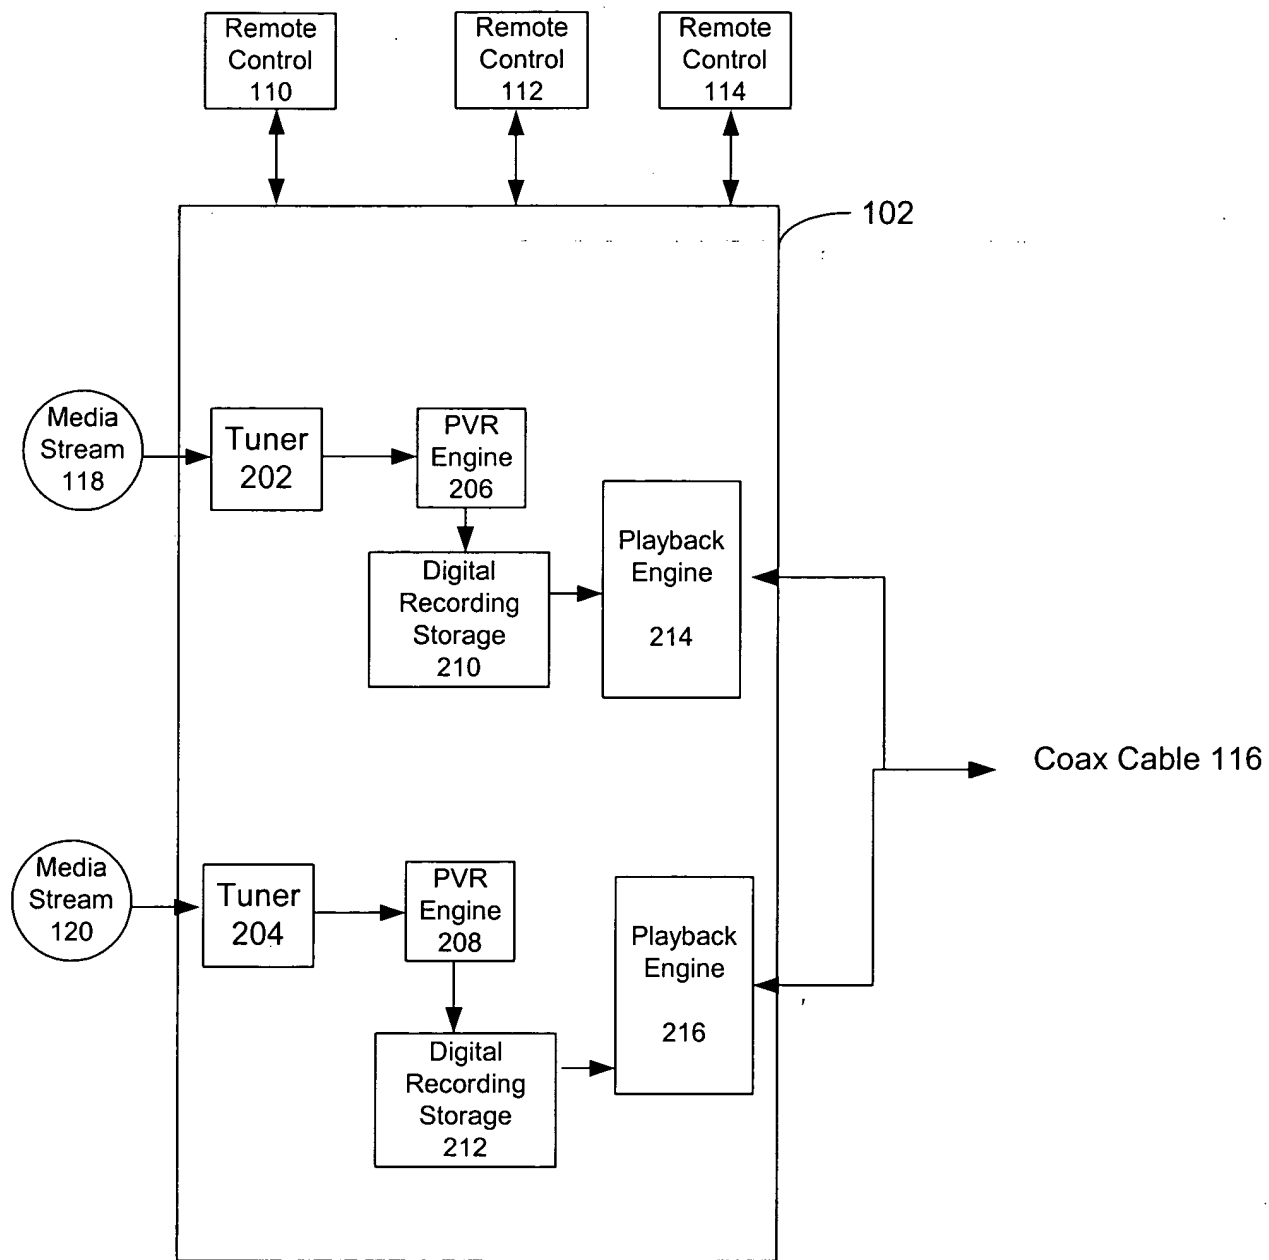 Remote
Control
110
Remote
Control
112
Remote
Control
114
102
Media
Stream
118
Tuner
202
PVR
Engine
206
Digital
Recording
Storage
210
Playback
Engine
214
Coax Cable 116
Media
Stream
120
Tuner
204
PVR
Engine
208
Digital
Recording
Storage
212
Playback
Engine
216